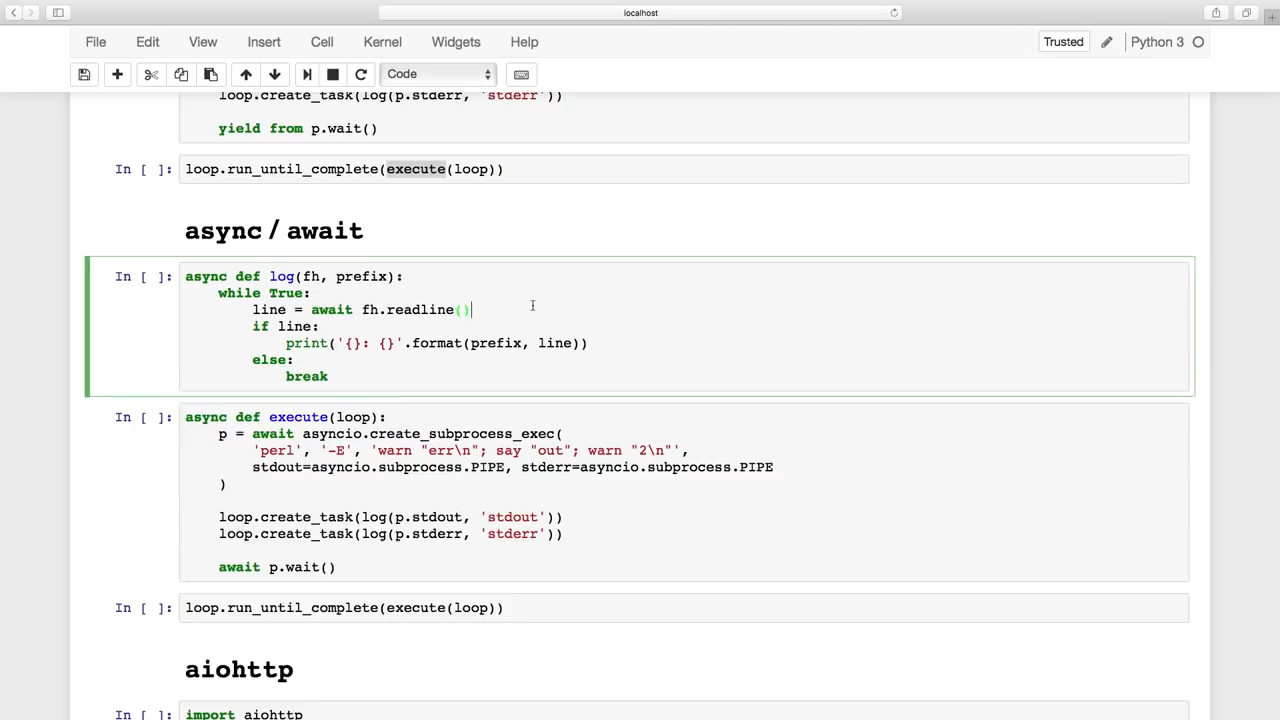 localhost
File Edit View Insert Cell Kernel Widgets Help Trusted Python 3
Code
loop.create_task(log(p.stderr, 'stderr'))
yield from p.wait()
In [ ]: loop.run_until_complete(execute(loop))
async / await
In [ ]: async def log(fh, prefix):
while True:
line = await fh.readline()
if line:
print('{}: {}'.format(prefix, line))
else:
break
In [ ]: async def execute(loop):
p = await asyncio.create_subprocess_exec(
'perl', '-E', 'warn "err\n"; say "out"; warn "2\n"',
stdout=asyncio.subprocess.PIPE, stderr=asyncio.subprocess.PIPE
)
loop.create_task(log(p.stdout, 'stdout'))
loop.create_task(log(p.stderr, 'stderr'))
await p.wait()
In [ ]: loop.run_until_complete(execute(loop))
aiohttp
In [ ]: import aiohttp